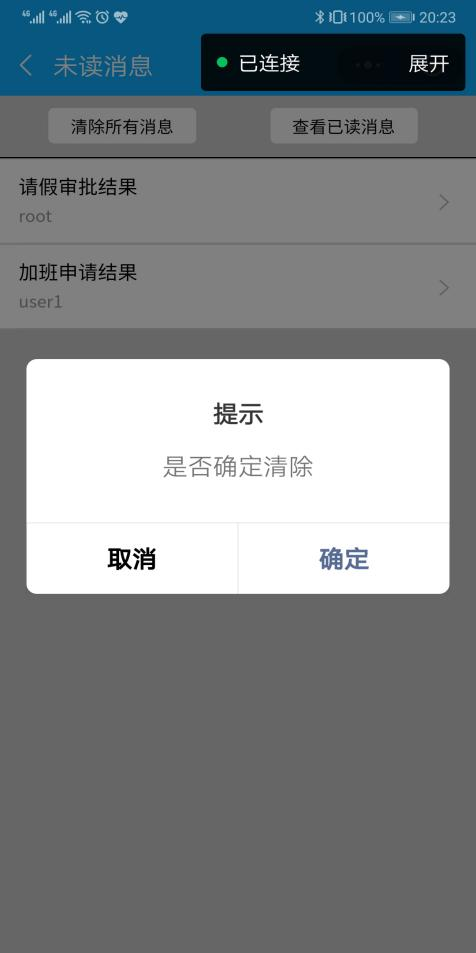 4G 4G 100% 20:23
未读消息
已连接 展开
清除所有消息 查看已读消息
请假审批结果
root
加班申请结果
user1
提示
是否确定清除
取消 确定